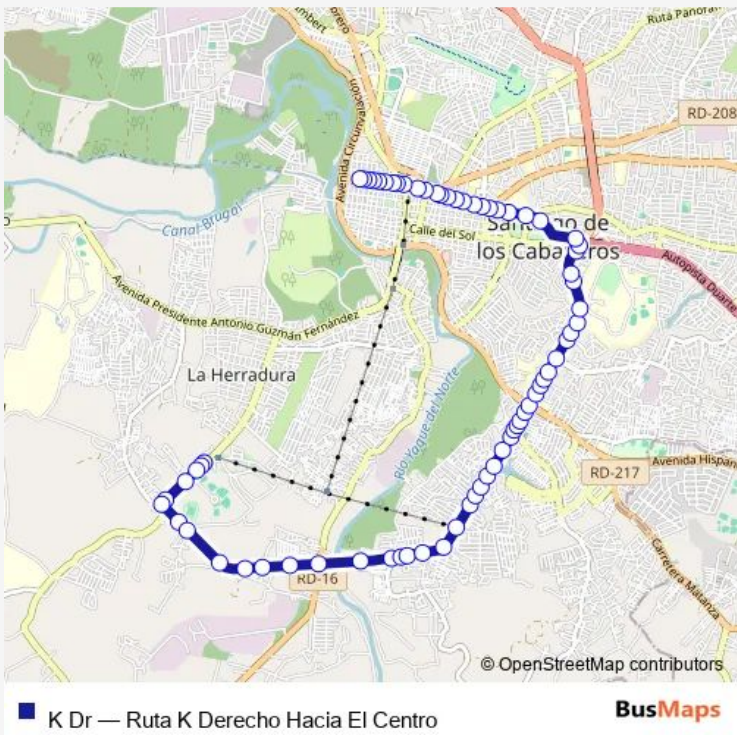 Ruta Panorám
RD-208
Avenida Circunvalación
Canal Brugal
Calle del Sol
Santiago de
los Caballeros
Autopista Duarte
Avenida Presidente Antonio Guzmán Fernández
La Herradura
Río Yaque del Norte
RD-217
Avenida Hispan
Carretera Matanza
RD-16
© OpenStreetMap contributors
K Dr — Ruta K Derecho Hacia El Centro
BusMaps